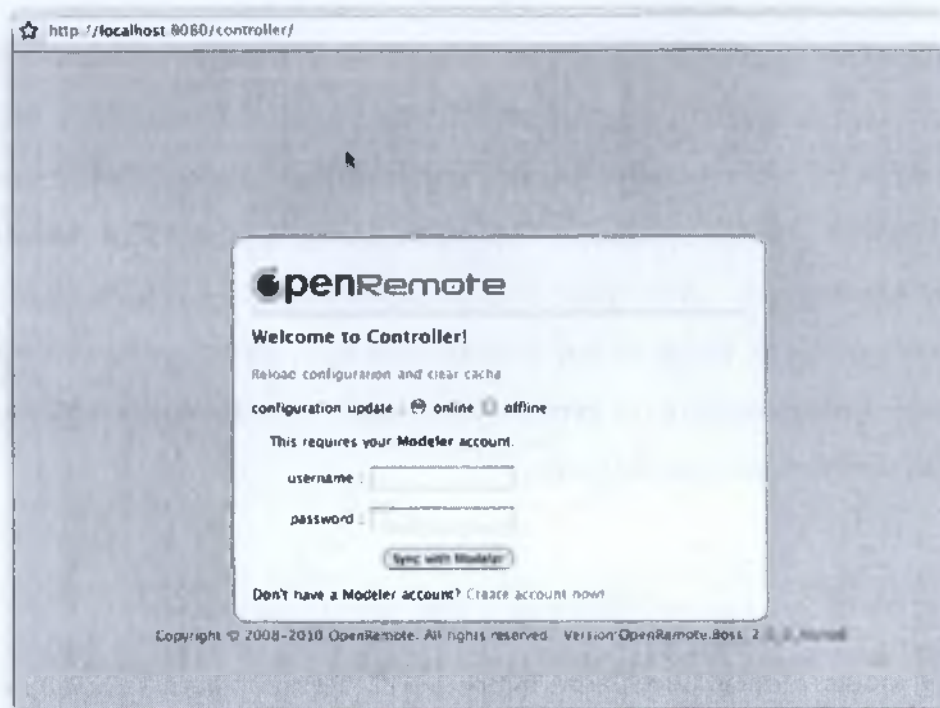 http://localhost:8080/controller/
OpenRemote
Welcome to Controller!
Reload configuration and clear cache
configuration update : online offline
This requires your Modeler account.
username :
password :
Sync with Modeler
Don't have a Modeler account? Create account now!
Copyright © 2008-2010 OpenRemote. All rights reserved. Version:OpenRemote.Boss_2